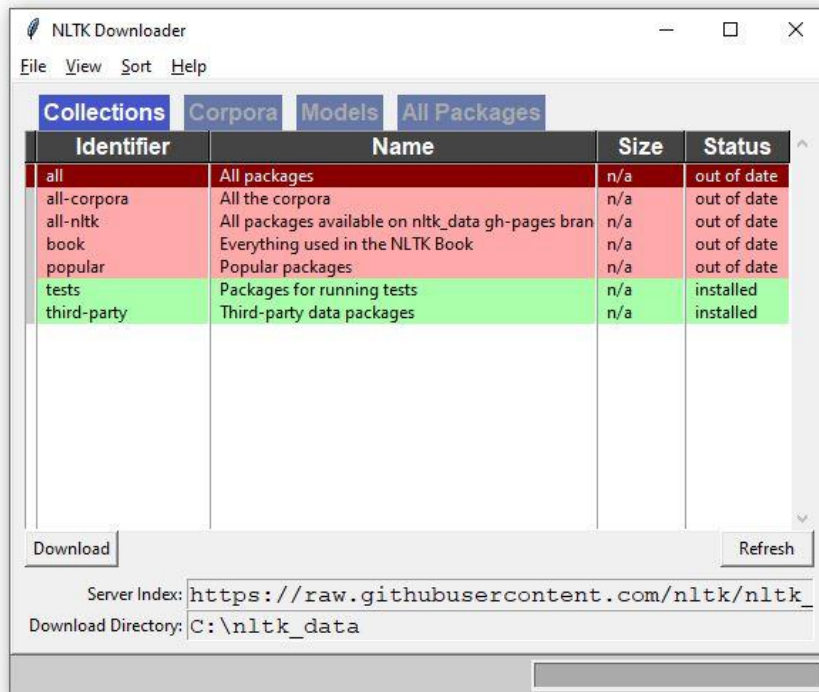 NLTK Downloader
File View Sort Help
Collections Corpora Models All Packages
Identifier Name Size Status
all All packages n/a out of date
all-corpora All the corpora n/a out of date
all-nltk All packages available on nltk_data gh-pages bran n/a out of date
book Everything used in the NLTK Book n/a out of date
popular Popular packages n/a out of date
tests Packages for running tests n/a installed
third-party Third-party data packages n/a installed
Download Refresh
Server Index: https://raw.githubusercontent.com/nltk/nltk_
Download Directory: C:\nltk_data